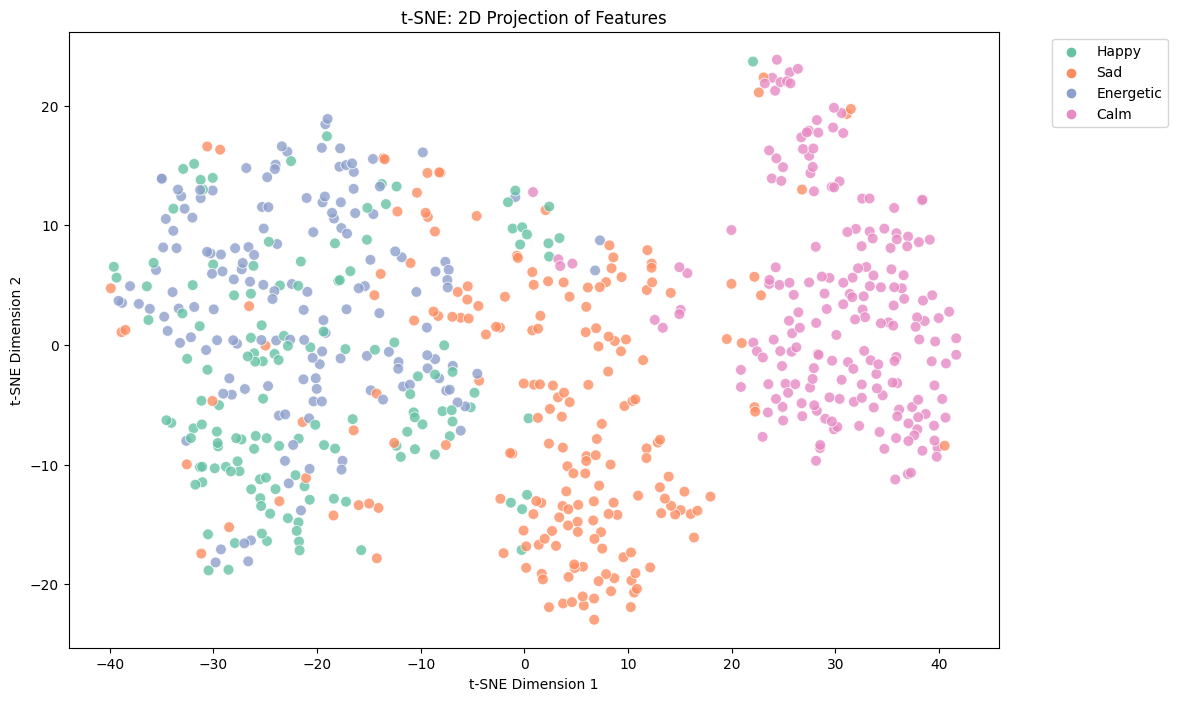 t-SNE: 2D Projection of Features
Happy
Sad
Energetic
Calm
20
10
0
−10
−20
t-SNE Dimension 2
−40
−30
−20
−10
0
10
20
30
40
t-SNE Dimension 1